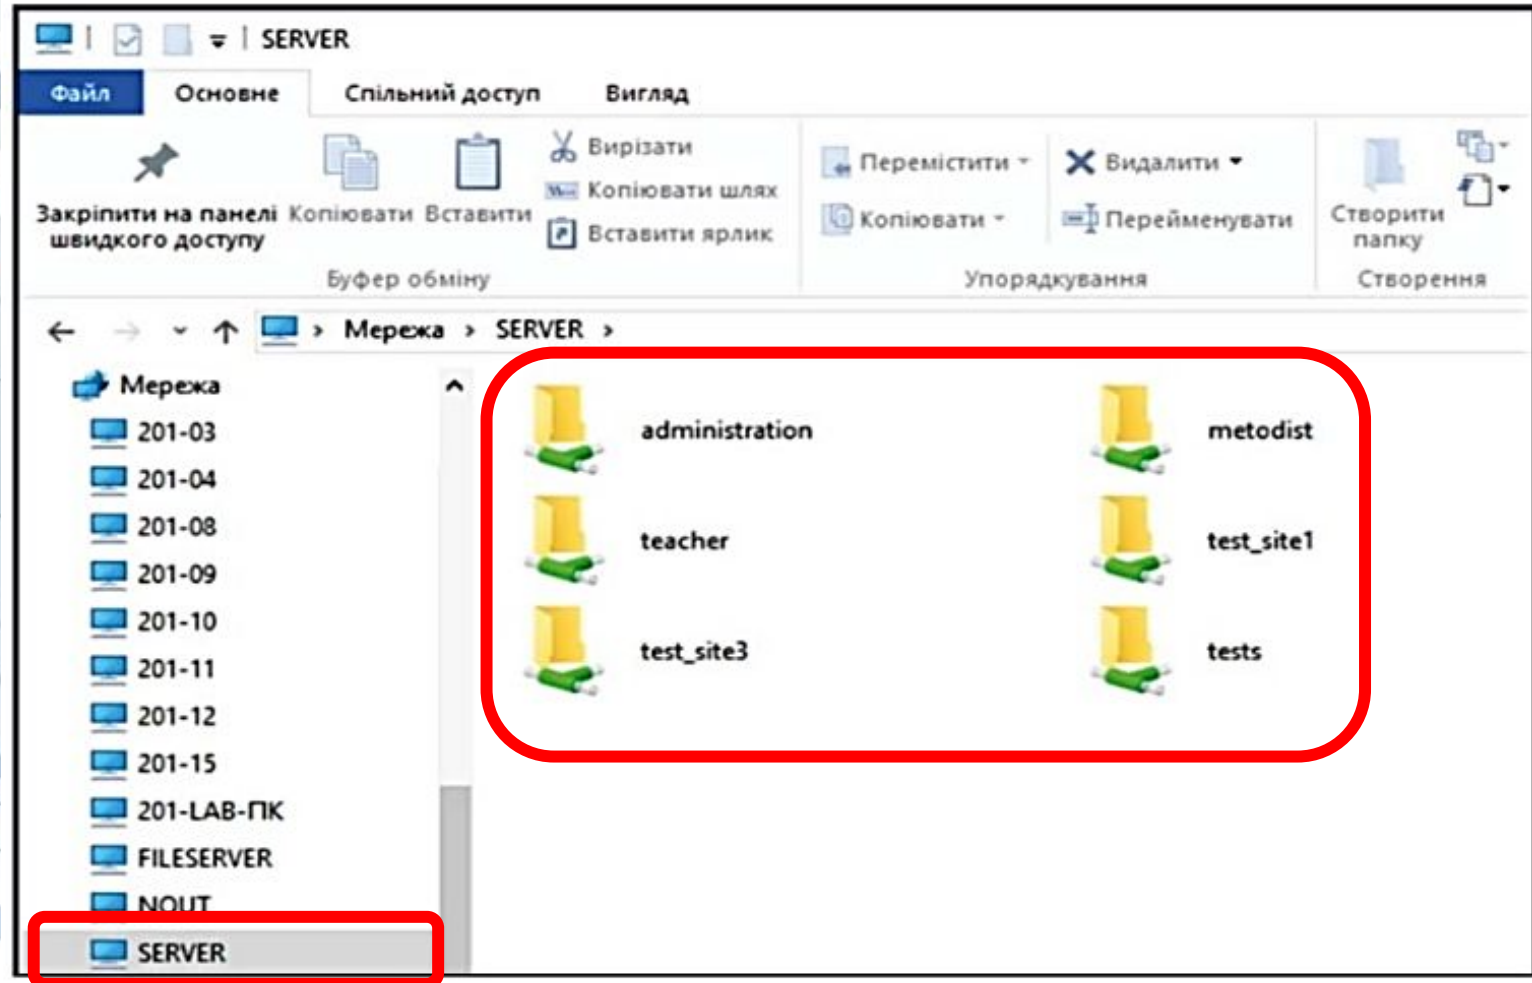 SERVER
Файл Основне Спільний доступ Вигляд
Закріпити на панелі швидкого доступу
Копіювати
Вставити
Вирізати
Копіювати шлях
Вставити ярлик
Буфер обміну
Перемістити
Копіювати
Видалити
Перейменувати
Упорядкування
Створити
папку
Створення
Мережа > SERVER >
Мережа
201-03
201-04
201-08
201-09
201-10
201-11
201-12
201-15
201-LAB-ПК
FILESERVER
NOUT
SERVER
administration
metodist
teacher
test_site1
test_site3
tests